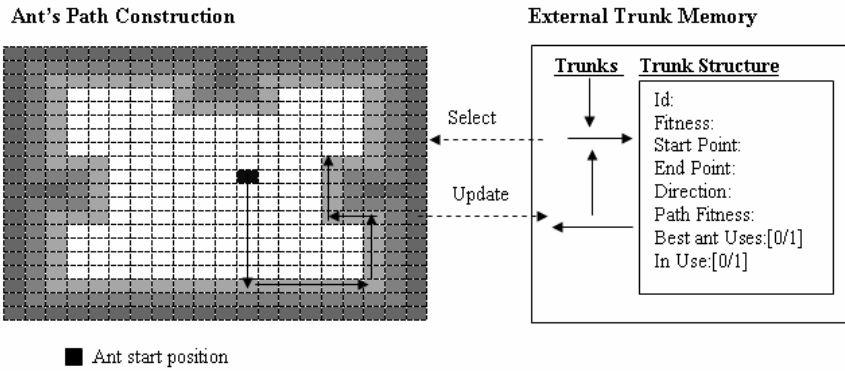 Ant's Path Construction
External Trunk Memory
Trunks
Trunk Structure
Id:
Fitness:
Start Point:
End Point:
Direction:
Path Fitness:
Best ant Uses:[0/1]
In Use:[0/1]
Select
Update
Ant start position